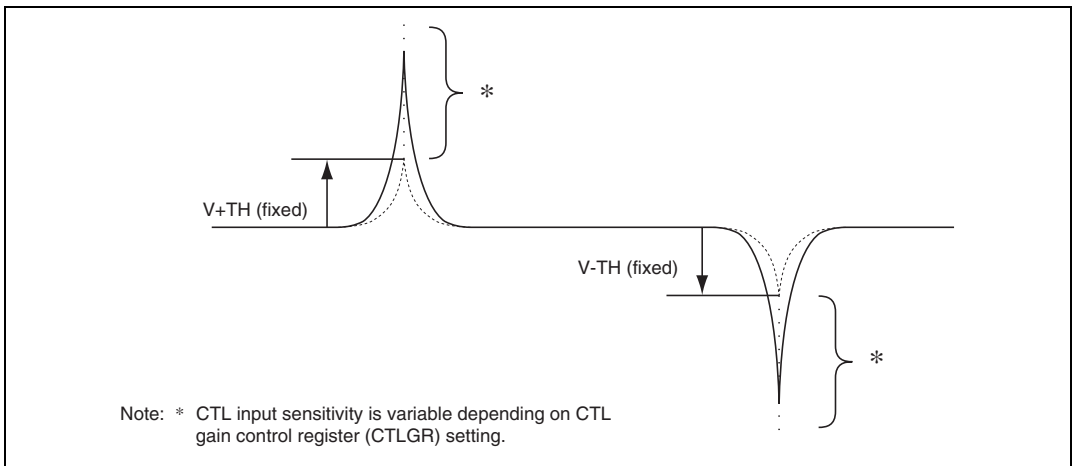 *
V+TH (fixed)
V-TH (fixed)
*
Note: * CTL input sensitivity is variable depending on CTL
gain control register (CTLGR) setting.